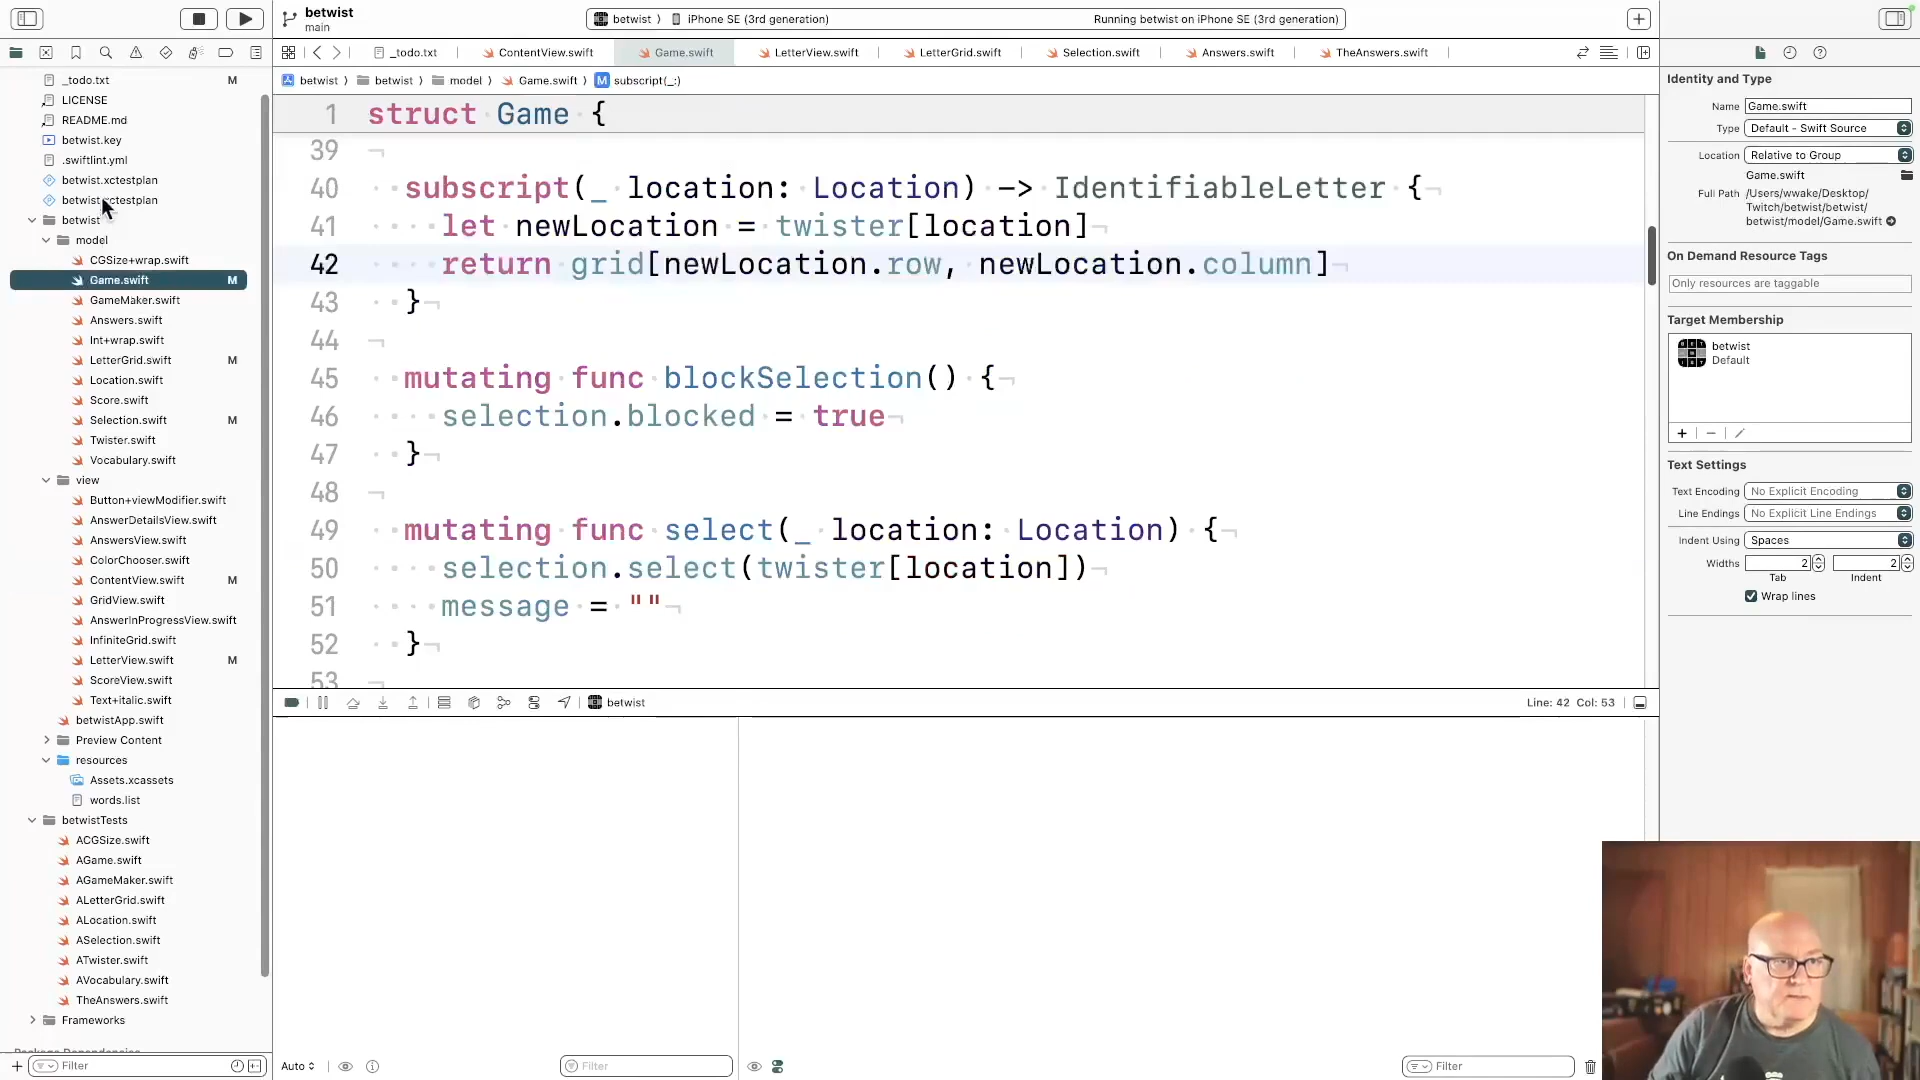 betwist
main
betwist
iPhone SE (3rd generation)
Running betwist on iPhone SE (3rd generation)
_todo.txt
ContentView.swift
Game.swift
LetterView.swift
LetterGrid.swift
Selection.swift
Answers.swift
TheAnswers.swift
betwist
betwist
model
Game.swift
M subscript(_:)
_todo.txt M
LICENSE
README.md
betwist.key
.swiftlint.yml
betwist.xctestplan
betwist.xctestplan
betwist
model
CGSize+wrap.swift
Game.swift M
GameMaker.swift
Answers.swift
Int+wrap.swift
LetterGrid.swift M
Location.swift
Score.swift
Selection.swift M
Twister.swift
Vocabulary.swift
view
Button+viewModifier.swift
AnswerDetailsView.swift
AnswersView.swift
ColorChooser.swift
ContentView.swift M
GridView.swift
AnswerInProgressView.swift
InfiniteGrid.swift
LetterView.swift M
ScoreView.swift
Text+italic.swift
betwistApp.swift
Preview Content
resources
Assets.xcassets
words.list
betwistTests
ACGSize.swift
AGame.swift
AGameMaker.swift
ALetterGrid.swift
ALocation.swift
ASelection.swift
ATwister.swift
AVocabulary.swift
TheAnswers.swift
Frameworks
Package Dependencies
Filter
1 struct Game {
39
40 subscript(_ location: Location) -> IdentifiableLetter {
41 let newLocation = twister[location]
42 return grid[newLocation.row, newLocation.column]
43 }
44
45 mutating func blockSelection() {
46 selection.blocked = true
47 }
48
49 mutating func select(_ location: Location) {
50 selection.select(twister[location])
51 message = ""
52 }
53
betwist
Line: 42 Col: 53
Auto
Filter
Filter
Identity and Type
Name Game.swift
Type Default - Swift Source
Location Relative to Group
Game.swift
Full Path /Users/wwake/Desktop/
Twitch/betwist/betwist/
betwist/model/Game.swift
On Demand Resource Tags
Only resources are taggable
Target Membership
betwist
Default
Text Settings
Text Encoding No Explicit Encoding
Line Endings No Explicit Line Endings
Indent Using Spaces
Widths 2 2
Tab Indent
Wrap lines